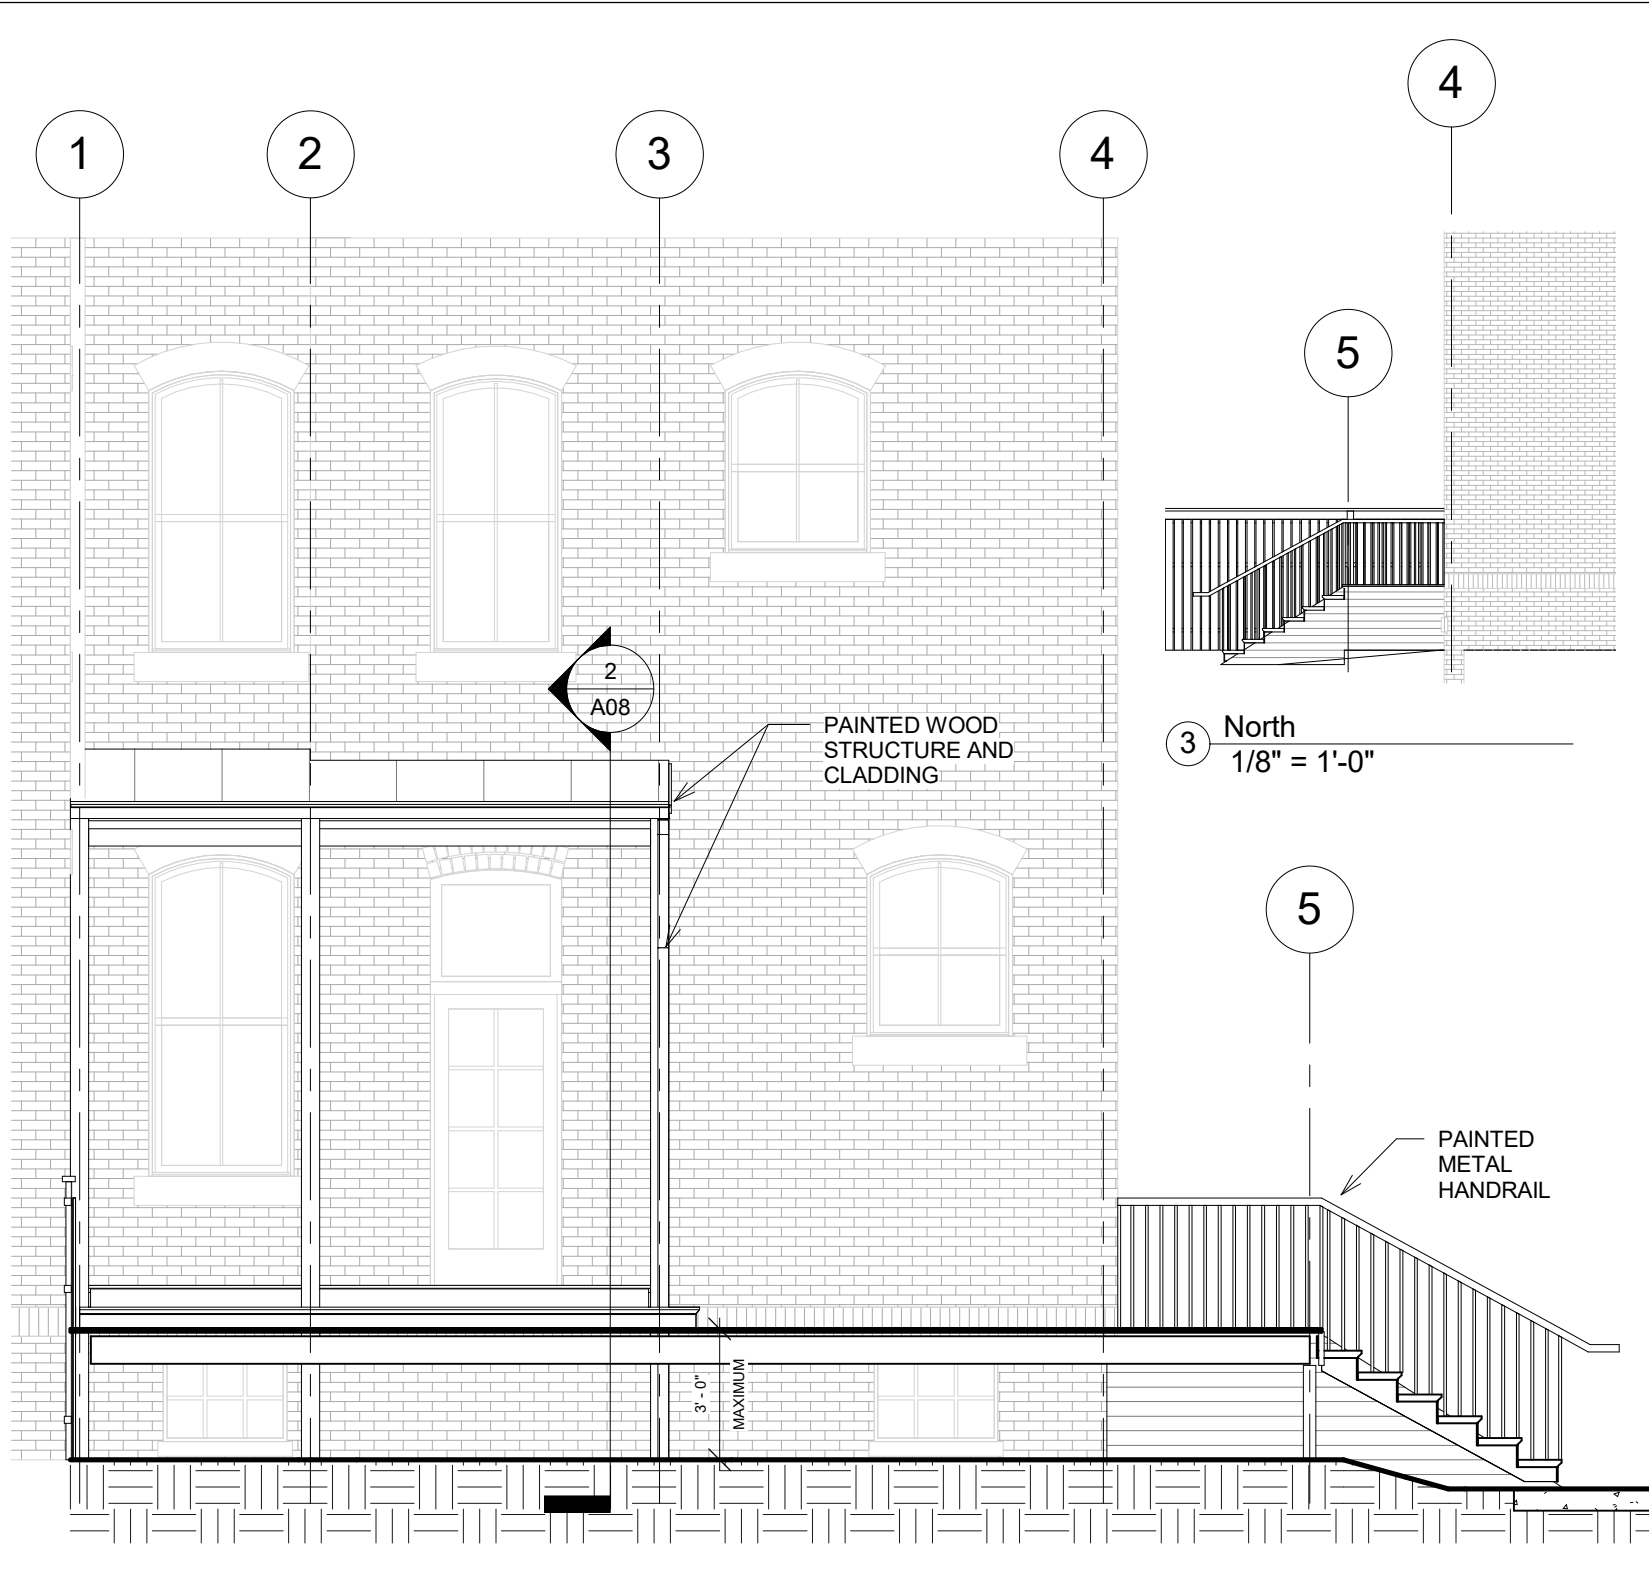 4
1
2
3
4
5
2
A08
PAINTED WOOD
STRUCTURE AND
CLADDING
3
North
1/8" = 1'-0"
5
PAINTED
METAL
HANDRAIL
3' - 0"
MAXIMUM